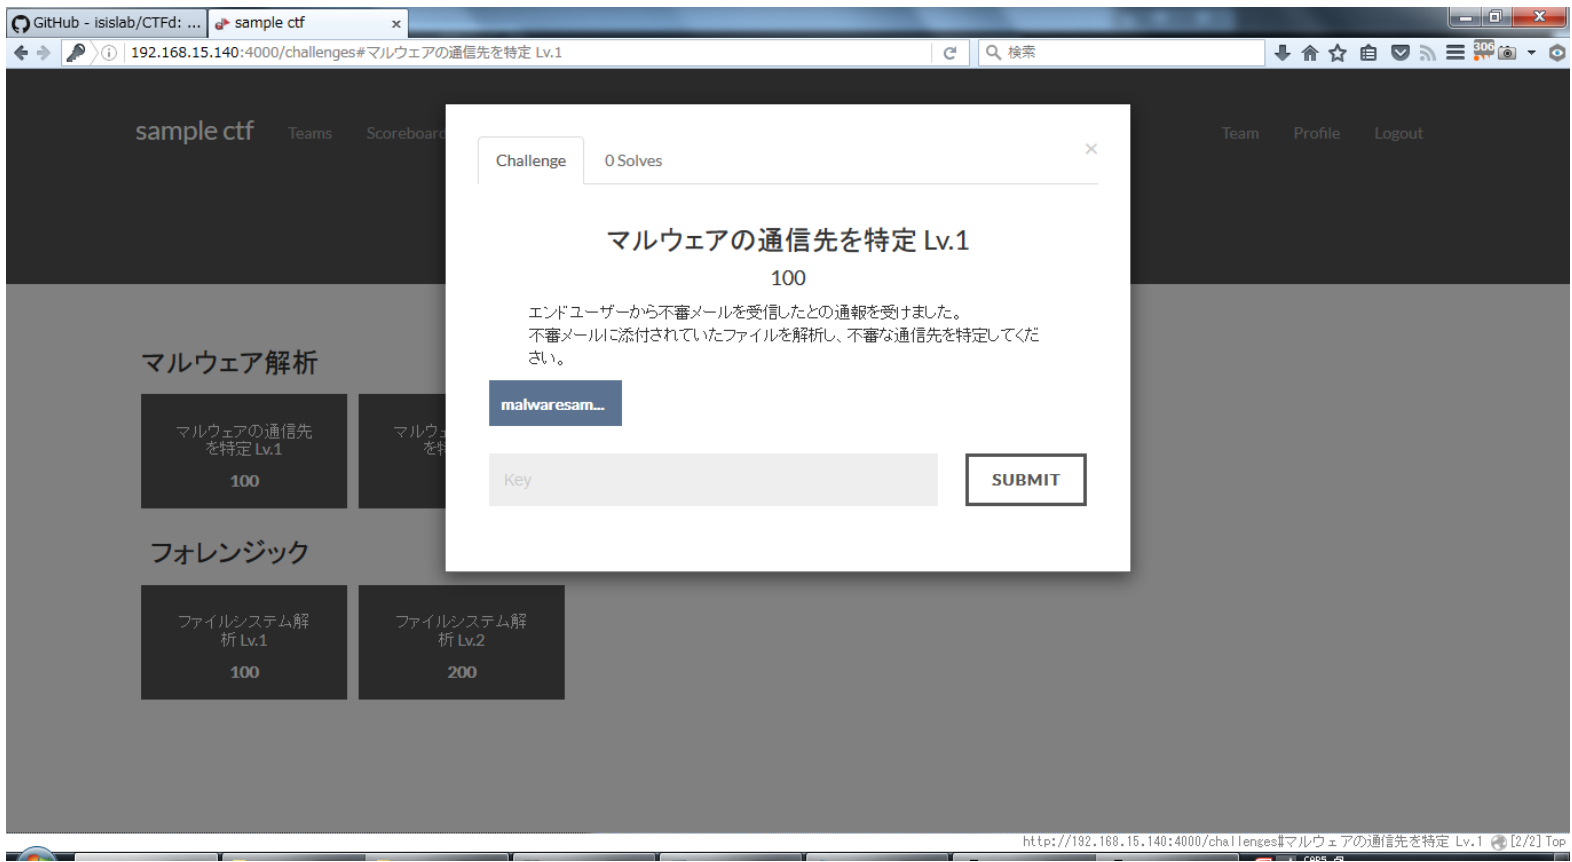 GitHub - isislab/CTFd: ...
sample ctf
192.168.15.140:4000/challenges#マルウェアの通信先を特定 Lv.1
検索
306
sample ctf
Teams
Scoreboard
Team
Profile
Logout
Challenge
0 Solves
×
マルウェアの通信先を特定 Lv.1
100
エンドユーザーから不審メールを受信したとの通報を受けました。
不審メールに添付されていたファイルを解析し、不審な通信先を特定してくだ
さい。
malwaresam...
Key
SUBMIT
マルウェア解析
マルウェアの通信先
を特定 Lv.1
100
マルウェ
を特
フォレンジック
ファイルシステム解
析 Lv.1
100
ファイルシステム解
析 Lv.2
200
http://192.168.15.140:4000/challenges#マルウェアの通信先を特定 Lv.1
[2/2] Top